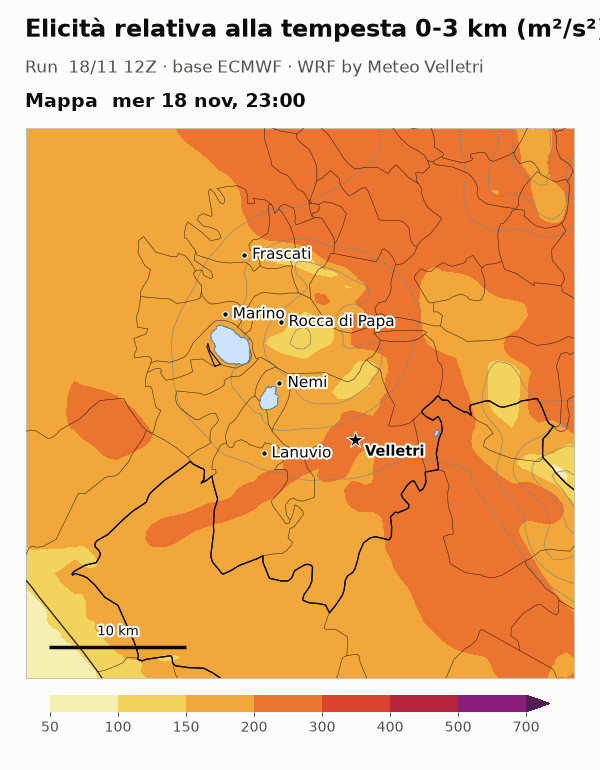 Elicità relativa alla tempesta 0-3 km (m²/s²)
Run  18/11 12Z · base ECMWF · WRF by Meteo Velletri
Mappa  mer 18 nov, 23:00
Frascati
Marino
Rocca di Papa
Nemi
Lanuvio
Velletri
10 km
50 100 150 200 300 400 500 700